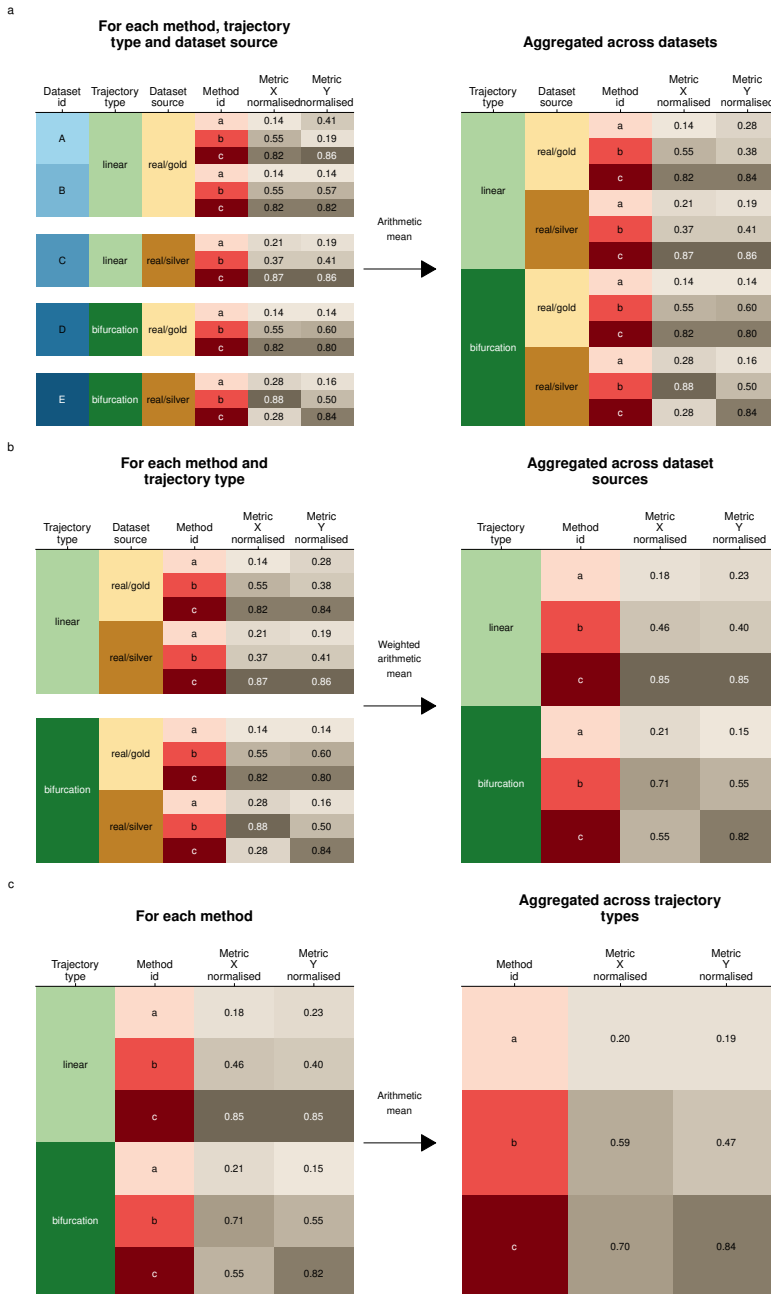 a
For each method, trajectory
type and dataset source
Aggregated across datasets
Dataset id Trajectory type Dataset source Method id Metric X normalised Metric Y normalised
A linear real/gold a 0.14 0.41
b 0.55 0.19
c 0.82 0.86
B a 0.14 0.14
b 0.55 0.57
c 0.82 0.82
C linear real/silver a 0.21 0.19
b 0.37 0.41
c 0.87 0.86
D bifurcation real/gold a 0.14 0.14
b 0.55 0.60
c 0.82 0.80
E bifurcation real/silver a 0.28 0.16
b 0.88 0.50
c 0.28 0.84
Arithmetic
mean
Trajectory type Dataset source Method id Metric X normalised Metric Y normalised
linear real/gold a 0.14 0.28
b 0.55 0.38
c 0.82 0.84
real/silver a 0.21 0.19
b 0.37 0.41
c 0.87 0.86
bifurcation real/gold a 0.14 0.14
b 0.55 0.60
c 0.82 0.80
real/silver a 0.28 0.16
b 0.88 0.50
c 0.28 0.84
b
For each method and
trajectory type
Aggregated across dataset
sources
Trajectory type Dataset source Method id Metric X normalised Metric Y normalised
linear real/gold a 0.14 0.28
b 0.55 0.38
c 0.82 0.84
real/silver a 0.21 0.19
b 0.37 0.41
c 0.87 0.86
bifurcation real/gold a 0.14 0.14
b 0.55 0.60
c 0.82 0.80
real/silver a 0.28 0.16
b 0.88 0.50
c 0.28 0.84
Weighted
arithmetic
mean
Trajectory type Method id Metric X normalised Metric Y normalised
linear a 0.18 0.23
b 0.46 0.40
c 0.85 0.85
bifurcation a 0.21 0.15
b 0.71 0.55
c 0.55 0.82
c
For each method
Aggregated across trajectory
types
Trajectory type Method id Metric X normalised Metric Y normalised
linear a 0.18 0.23
b 0.46 0.40
c 0.85 0.85
bifurcation a 0.21 0.15
b 0.71 0.55
c 0.55 0.82
Arithmetic
mean
Method id Metric X normalised Metric Y normalised
a 0.20 0.19
b 0.59 0.47
c 0.70 0.84